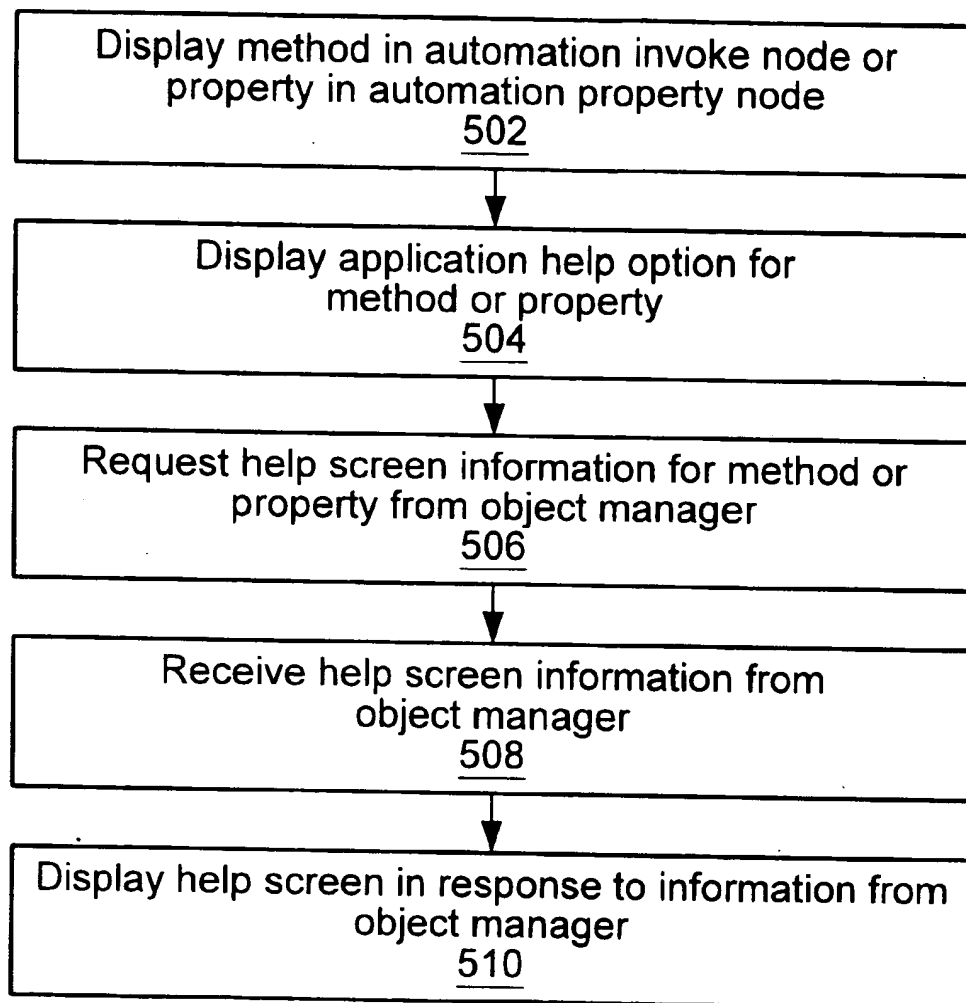 Display method in automation invoke node or
property in automation property node
502
Display application help option for
method or property
504
Request help screen information for method or
property from object manager
506
Receive help screen information from
object manager
508
Display help screen in response to information from
object manager
510